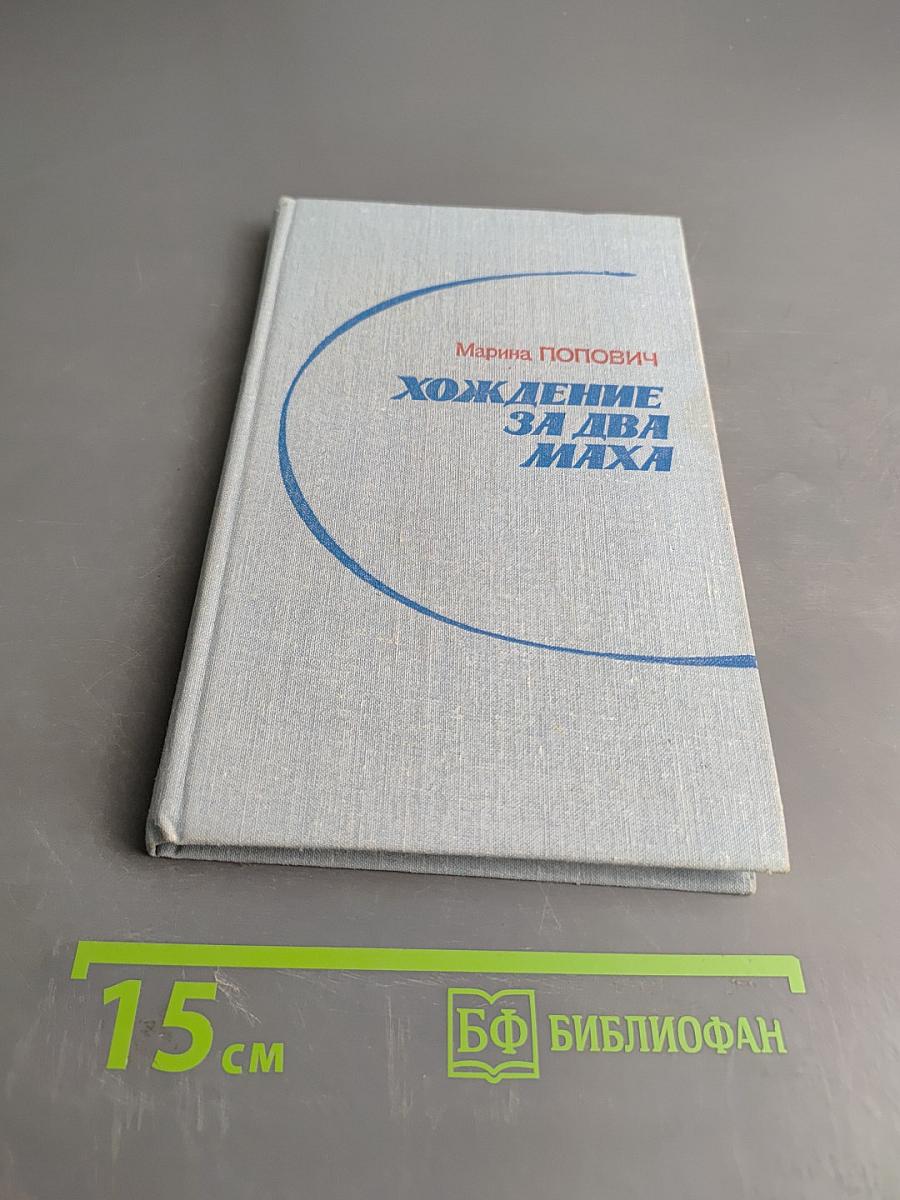 Марина ПОПОВИЧ
ХОЖДЕНИЕ
ЗА ДВА
МАХА
15 см
БФ БИБЛИОФАН